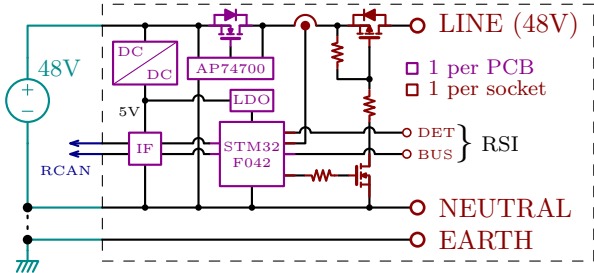 LINE (48V)
DC
DC
48V
AP74700
1 per PCB
1 per socket
5V
LDO
IF
STM32
F042
DET
BUS
RSI
RCAN
NEUTRAL
EARTH